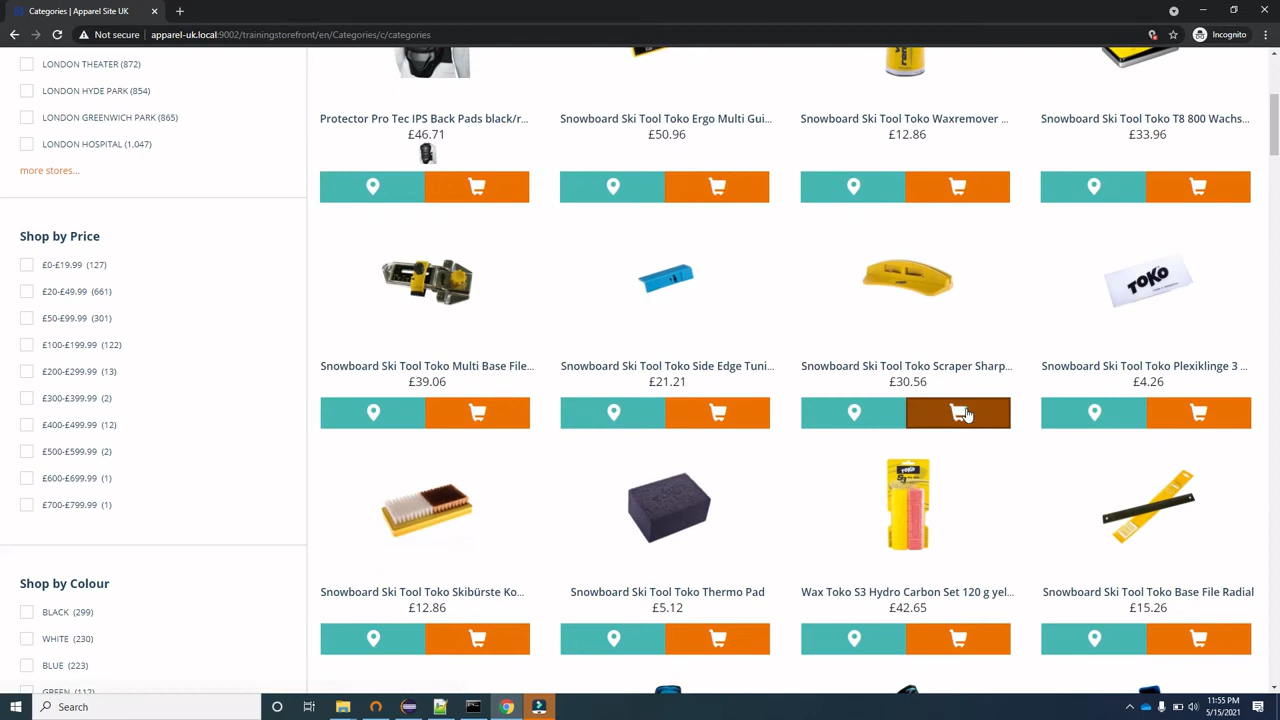 Categories | Apparel Site UK
Not secure
apparel-uk.local:9002/trainingstorefront/en/Categories/c/categories
Incognito
LONDON THEATER (872)
LONDON HYDE PARK (854)
LONDON GREENWICH PARK (865)
LONDON HOSPITAL (1,047)
more stores...
Shop by Price
£0-£19.99 (127)
£20-£49.99 (661)
£50-£99.99 (301)
£100-£199.99 (122)
£200-£299.99 (13)
£300-£399.99 (2)
£400-£499.99 (12)
£500-£599.99 (2)
£600-£699.99 (1)
£700-£799.99 (1)
Shop by Colour
BLACK (299)
WHITE (230)
BLUE (223)
GREEN (112)
Protector Pro Tec IPS Back Pads black/r...
£46.71
Snowboard Ski Tool Toko Ergo Multi Gui...
£50.96
Snowboard Ski Tool Toko Waxremover ...
£12.86
Snowboard Ski Tool Toko T8 800 Wachs...
£33.96
TOKO
Snowboard Ski Tool Toko Multi Base File...
£39.06
Snowboard Ski Tool Toko Side Edge Tuni...
£21.21
Snowboard Ski Tool Toko Scraper Sharp...
£30.56
Snowboard Ski Tool Toko Plexiklinge 3 ...
£4.26
TOKO
Snowboard Ski Tool Toko Skibürste Ko...
£12.86
Snowboard Ski Tool Toko Thermo Pad
£5.12
Wax Toko S3 Hydro Carbon Set 120 g yel...
£42.65
Snowboard Ski Tool Toko Base File Radial
£15.26
Search
11:55 PM
5/15/2021